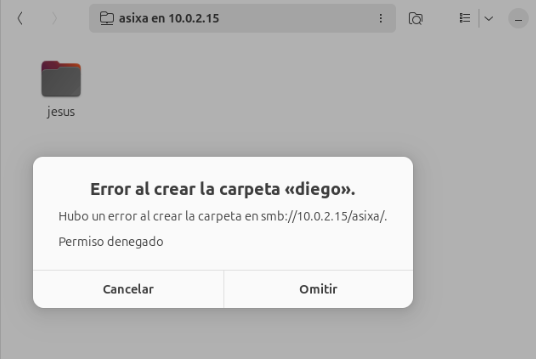 asixa en 10.0.2.15
jesus
Error al crear la carpeta «diego».
Hubo un error al crear la carpeta en smb://10.0.2.15/asixa/.
Permiso denegado
Cancelar
Omitir